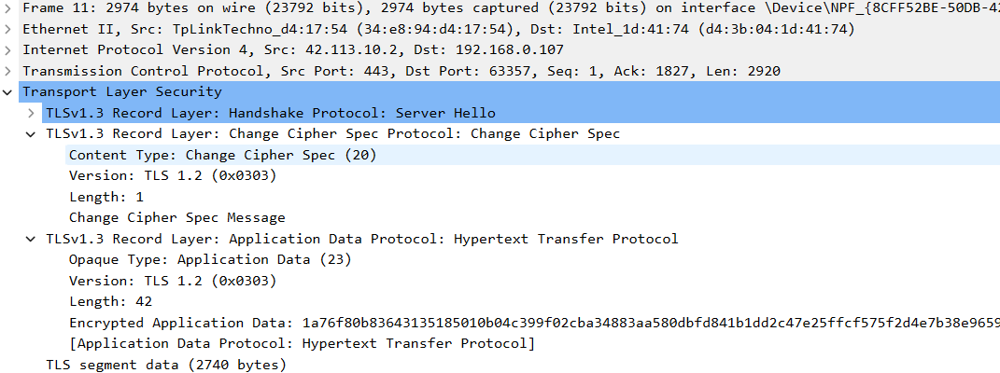 Frame 11: 2974 bytes on wire (23792 bits), 2974 bytes captured (23792 bits) on interface \Device\NPF_{8CFF52BE-50DB-42
Ethernet II, Src: TpLinkTechno_d4:17:54 (34:e8:94:d4:17:54), Dst: Intel_1d:41:74 (d4:3b:04:1d:41:74)
Internet Protocol Version 4, Src: 42.113.10.2, Dst: 192.168.0.107
Transmission Control Protocol, Src Port: 443, Dst Port: 63357, Seq: 1, Ack: 1827, Len: 2920
Transport Layer Security
TLSv1.3 Record Layer: Handshake Protocol: Server Hello
TLSv1.3 Record Layer: Change Cipher Spec Protocol: Change Cipher Spec
Content Type: Change Cipher Spec (20)
Version: TLS 1.2 (0x0303)
Length: 1
Change Cipher Spec Message
TLSv1.3 Record Layer: Application Data Protocol: Hypertext Transfer Protocol
Opaque Type: Application Data (23)
Version: TLS 1.2 (0x0303)
Length: 42
Encrypted Application Data: 1a76f80b83643135185010b04c399f02cba34883aa580dbfd841b1dd2c47e25ffcf575f2d4e7b38e9659
[Application Data Protocol: Hypertext Transfer Protocol]
TLS segment data (2740 bytes)